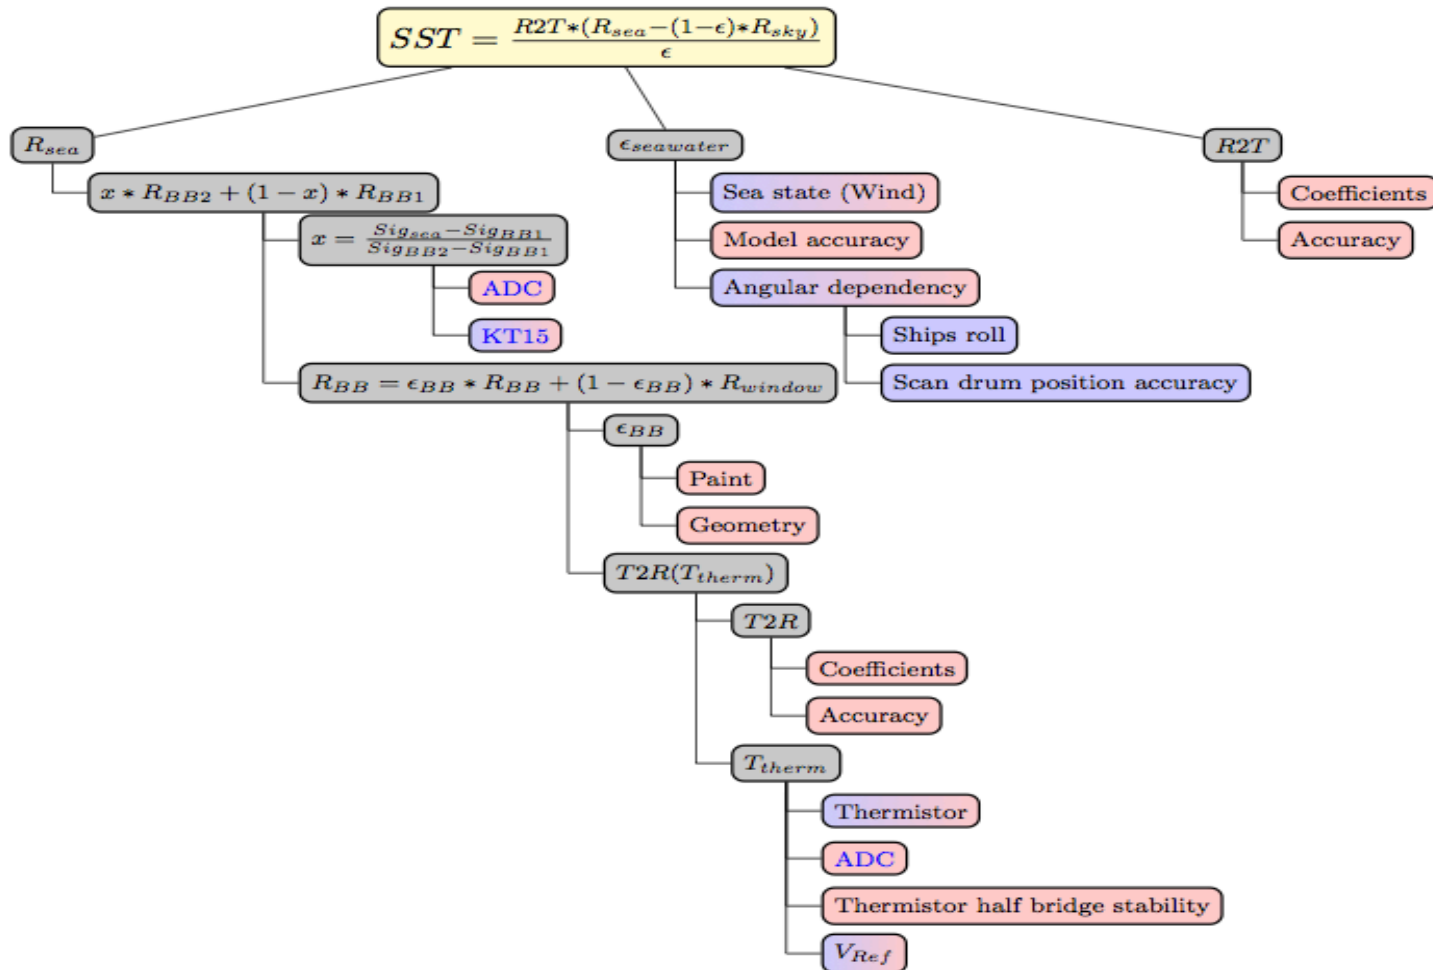 SST = R2T*(R_sea−(1−ϵ)*R_sky) / ϵ
R_sea
x * R_BB2 + (1 − x) * R_BB1
x = Sig_sea−Sig_BB1 / Sig_BB2−Sig_BB1
ADC
KT15
R_BB = ϵ_BB * R_BB + (1 − ϵ_BB) * R_window
ϵ_BB
Paint
Geometry
T2R(T_therm)
T2R
Coefficients
Accuracy
T_therm
Thermistor
ADC
Thermistor half bridge stability
V_Ref
ϵ_seawater
Sea state (Wind)
Model accuracy
Angular dependency
Ships roll
Scan drum position accuracy
R2T
Coefficients
Accuracy